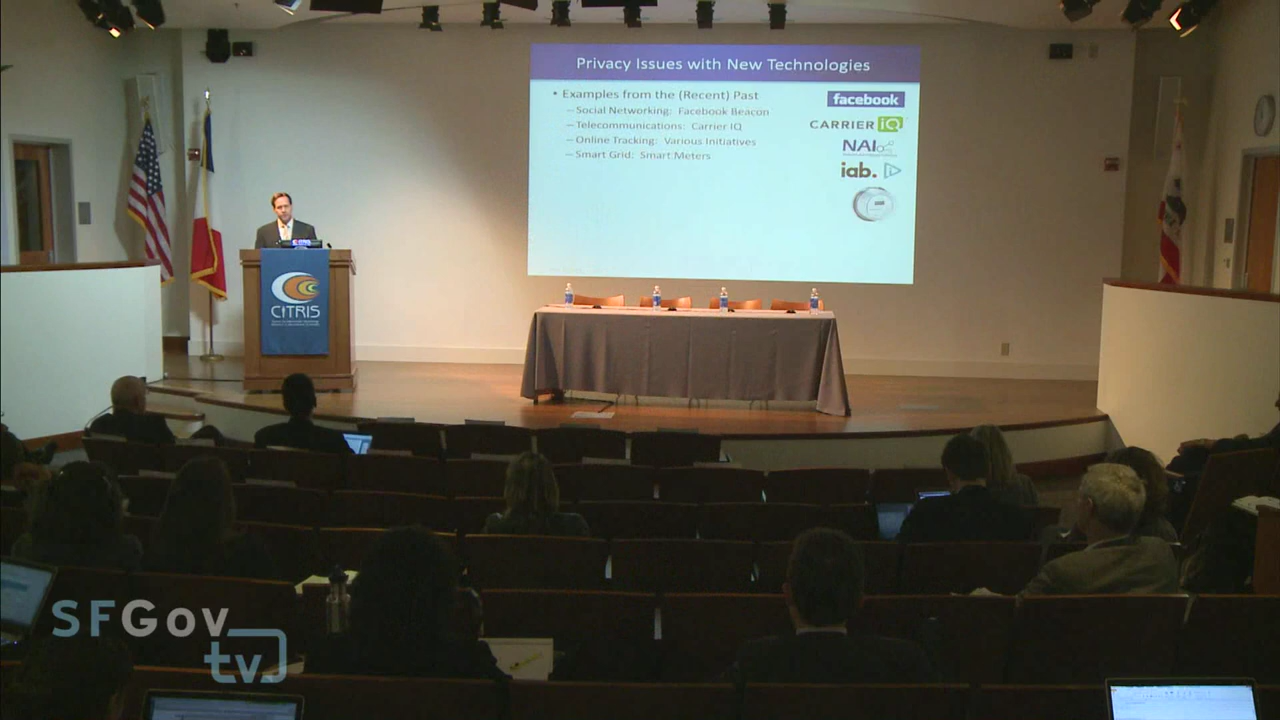 Privacy Issues with New Technologies
• Examples from the (Recent) Past
– Social Networking: Facebook Beacon
– Telecommunications: Carrier IQ
– Online Tracking: Various Initiatives
– Smart Grid: Smart Meters
facebook
CARRIER iQ
NAI
iab.
CITRIS
SFGov
tv